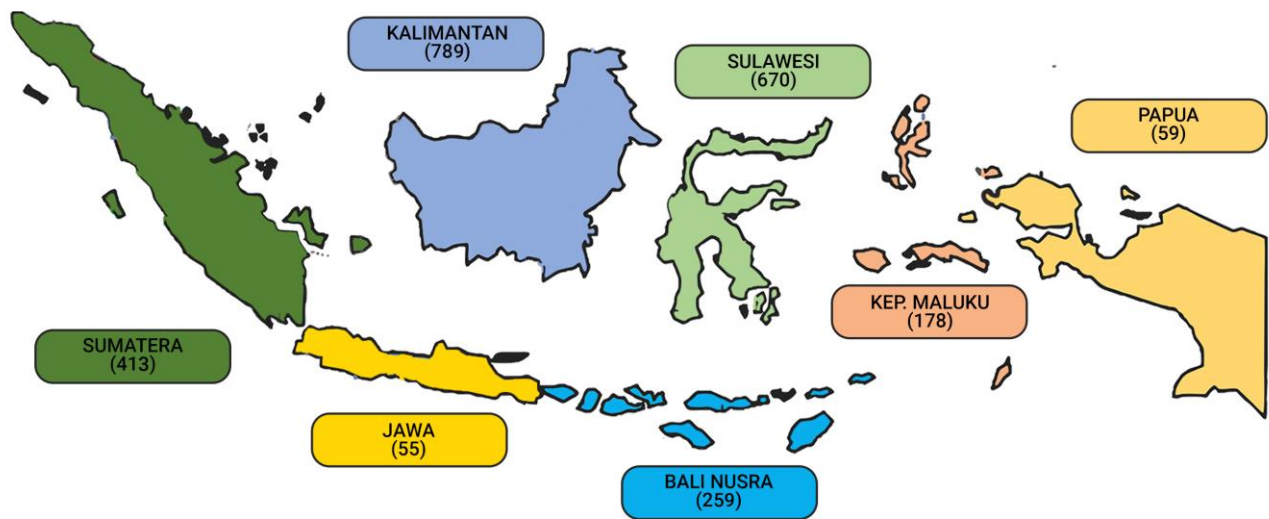 KALIMANTAN
(789)
SULAWESI
(670)
PAPUA
(59)
KEP. MALUKU
(178)
SUMATERA
(413)
JAWA
(55)
BALI NUSRA
(259)